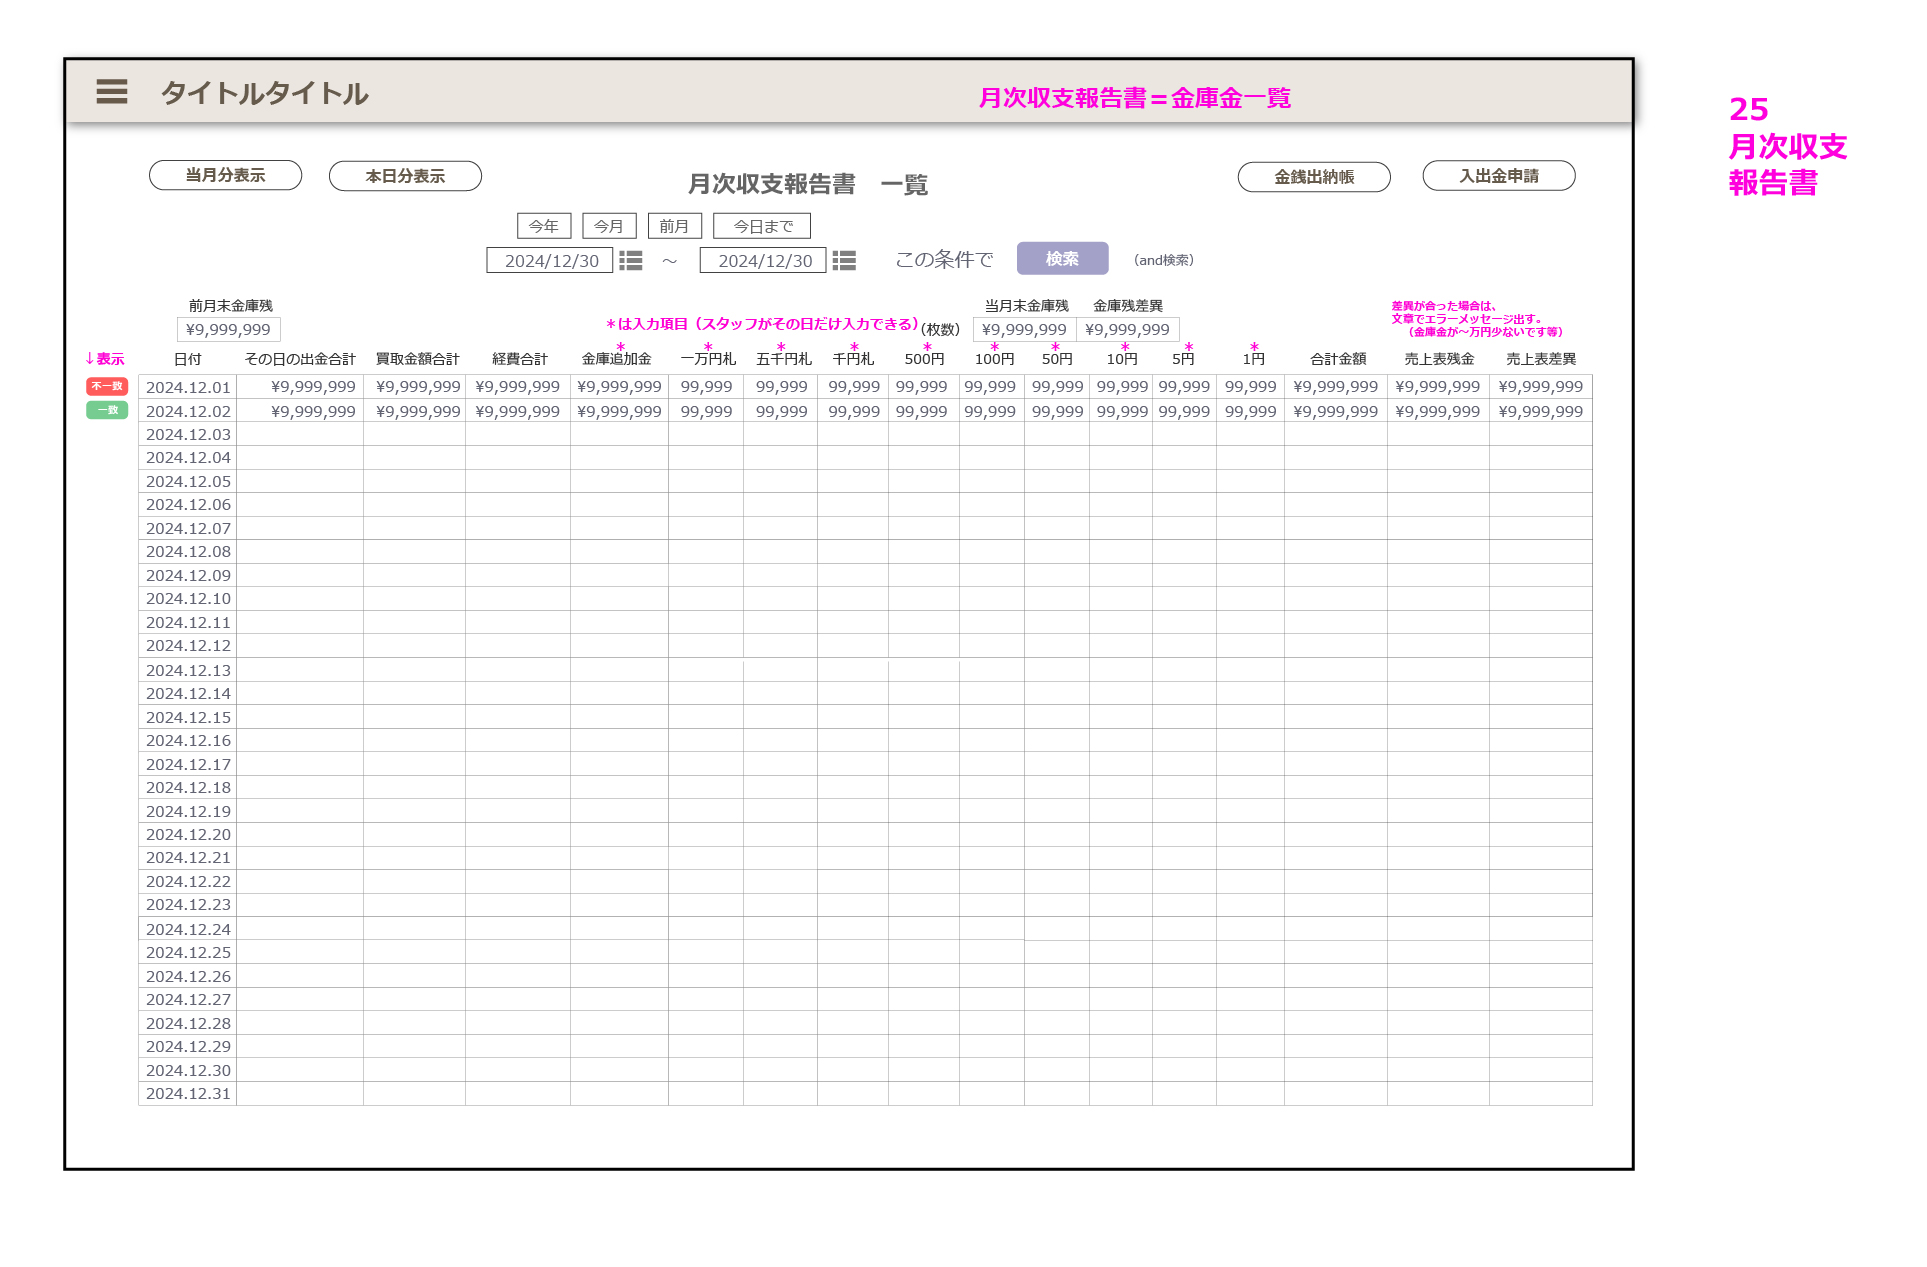 タイトルタイトル
月次収支報告書＝金庫金一覧
25
月次収支
報告書
当月分表示
本日分表示
月次収支報告書　一覧
金銭出納帳
入出金申請
今年 今月 前月 今日まで
2024/12/30 ～ 2024/12/30 この条件で 検索 (and検索)
前月末金庫残
¥9,999,999
＊は入力項目（スタッフがその日だけ入力できる）
(枚数)
当月末金庫残 金庫残差異
¥9,999,999 ¥9,999,999
差異が合った場合は、
文章でエラーメッセージ出す。
（金庫金が～万円少ないです等）
＊ ＊ ＊ ＊ ＊ ＊ ＊ ＊ ＊ ＊
↓表示 日付 その日の出金合計 買取金額合計 経費合計 金庫追加金 一万円札 五千円札 千円札 500円 100円 50円 10円 5円 1円 合計金額 売上表残金 売上表差異
不一致 2024.12.01 ¥9,999,999 ¥9,999,999 ¥9,999,999 ¥9,999,999 99,999 99,999 99,999 99,999 99,999 99,999 99,999 99,999 99,999 ¥9,999,999 ¥9,999,999 ¥9,999,999
一致 2024.12.02 ¥9,999,999 ¥9,999,999 ¥9,999,999 ¥9,999,999 99,999 99,999 99,999 99,999 99,999 99,999 99,999 99,999 99,999 ¥9,999,999 ¥9,999,999 ¥9,999,999
2024.12.03
2024.12.04
2024.12.05
2024.12.06
2024.12.07
2024.12.08
2024.12.09
2024.12.10
2024.12.11
2024.12.12
2024.12.13
2024.12.14
2024.12.15
2024.12.16
2024.12.17
2024.12.18
2024.12.19
2024.12.20
2024.12.21
2024.12.22
2024.12.23
2024.12.24
2024.12.25
2024.12.26
2024.12.27
2024.12.28
2024.12.29
2024.12.30
2024.12.31